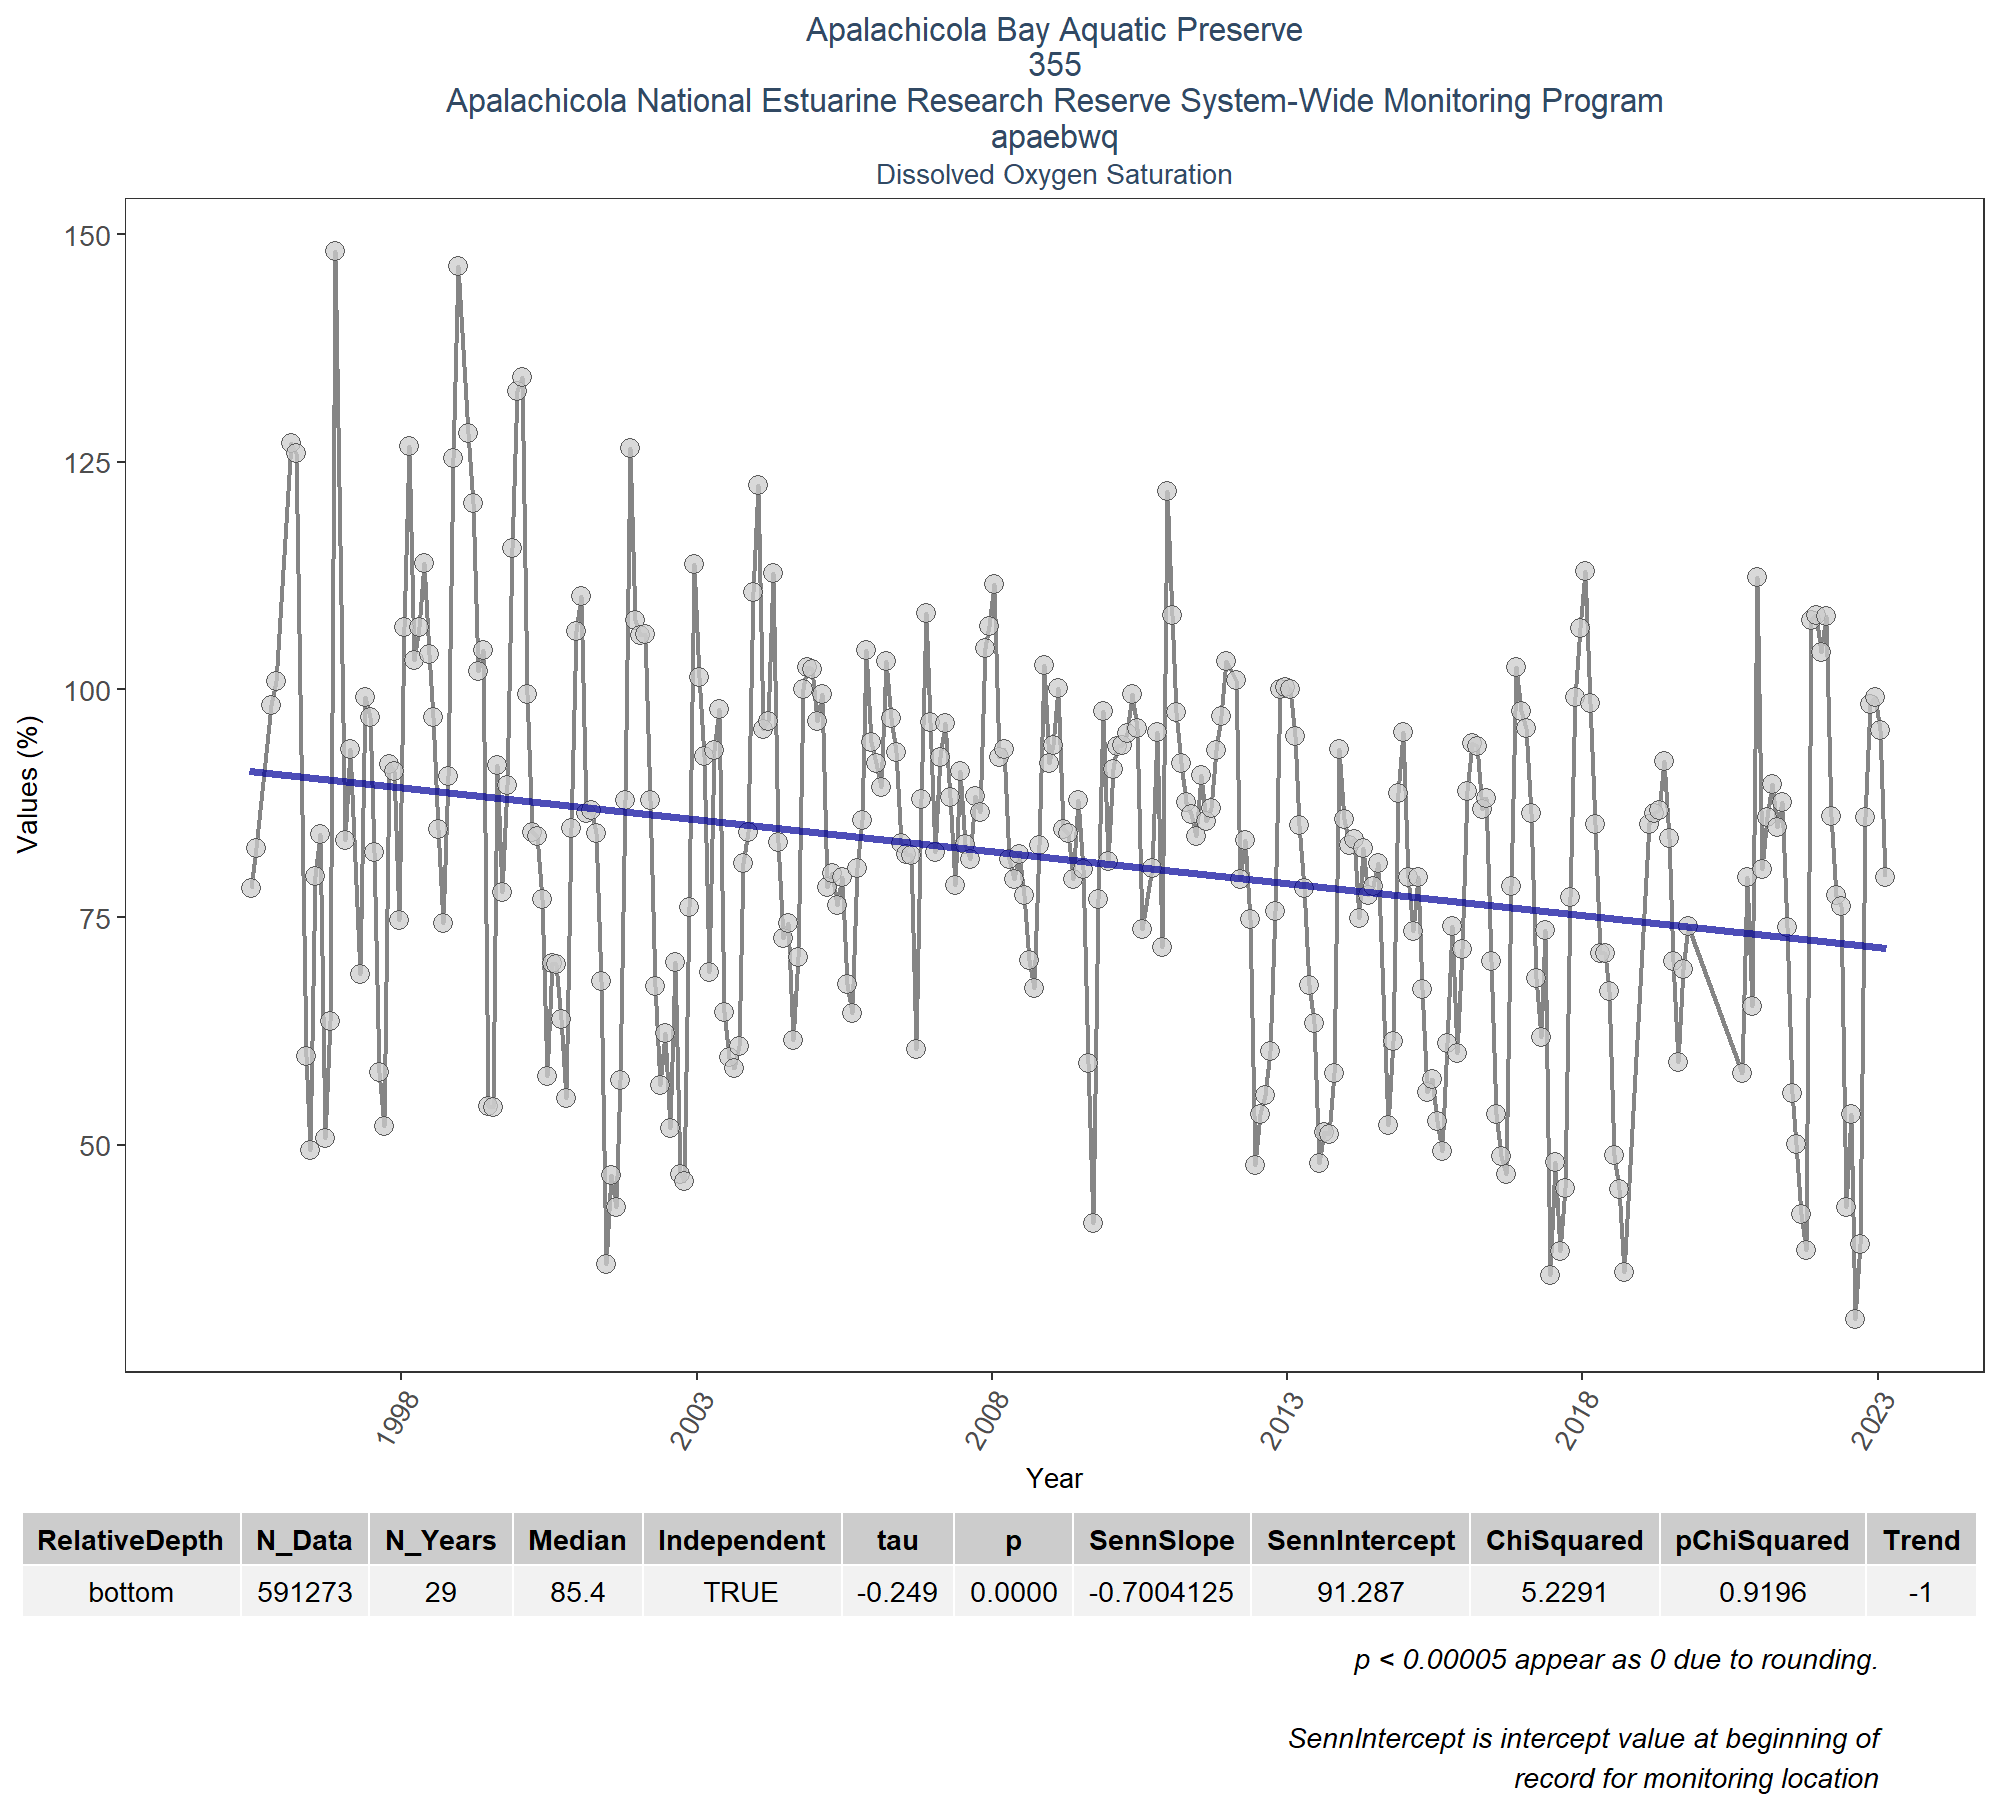 Apalachicola Bay Aquatic Preserve
355
Apalachicola National Estuarine Research Reserve System-Wide Monitoring Program
apaebwq
Dissolved Oxygen Saturation
150
125
100
75
50
Values (%)
1998
2003
2008
2013
2018
2023
Year
RelativeDepth N_Data N_Years Median Independent tau p SennSlope SennIntercept ChiSquared pChiSquared Trend
bottom 591273 29 85.4 TRUE -0.249 0.0000 -0.7004125 91.287 5.2291 0.9196 -1
p < 0.00005 appear as 0 due to rounding.
SennIntercept is intercept value at beginning of
record for monitoring location